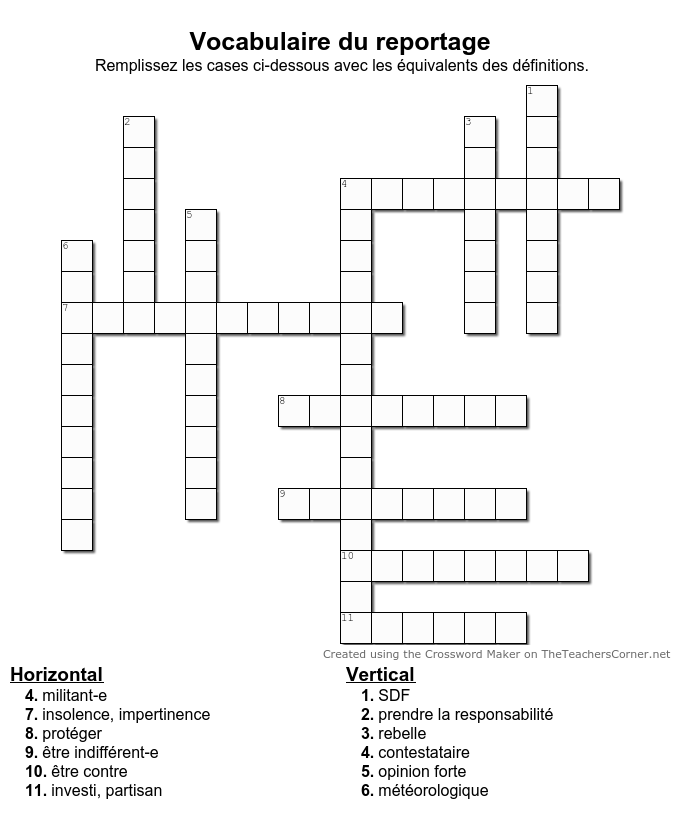 Vocabulaire du reportage
Remplissez les cases ci-dessous avec les équivalents des définitions.
1
2
3
4
5
6
7
8
9
10
11
Created using the Crossword Maker on TheTeachersCorner.net
Horizontal
4. militant-e
7. insolence, impertinence
8. protéger
9. être indifférent-e
10. être contre
11. investi, partisan
Vertical
1. SDF
2. prendre la responsabilité
3. rebelle
4. contestataire
5. opinion forte
6. météorologique